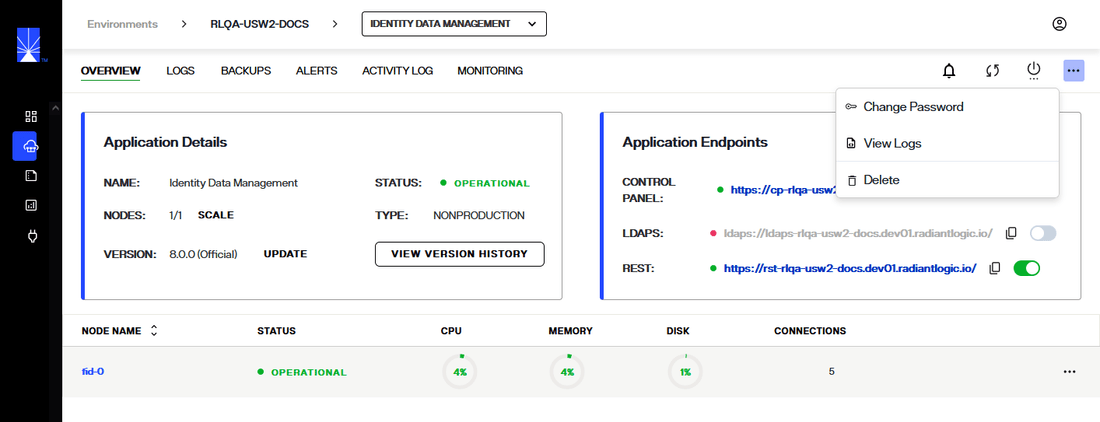 Environments > RLQA-USW2-DOCS > IDENTITY DATA MANAGEMENT
OVERVIEW LOGS BACKUPS ALERTS ACTIVITY LOG MONITORING
Change Password
View Logs
Delete
Application Details
NAME: Identity Data Management STATUS: OPERATIONAL
NODES: 1/1 SCALE TYPE: NONPRODUCTION
VERSION: 8.0.0 (Official) UPDATE VIEW VERSION HISTORY
Application Endpoints
CONTROL PANEL: https://cp-rlqa-usw2
LDAPS: ldaps://ldaps-rlqa-usw2-docs.dev01.radiantlogic.io/
REST: https://rst-rlqa-usw2-docs.dev01.radiantlogic.io/
NODE NAME STATUS CPU MEMORY DISK CONNECTIONS
fid-0 OPERATIONAL 4% 4% 1% 5